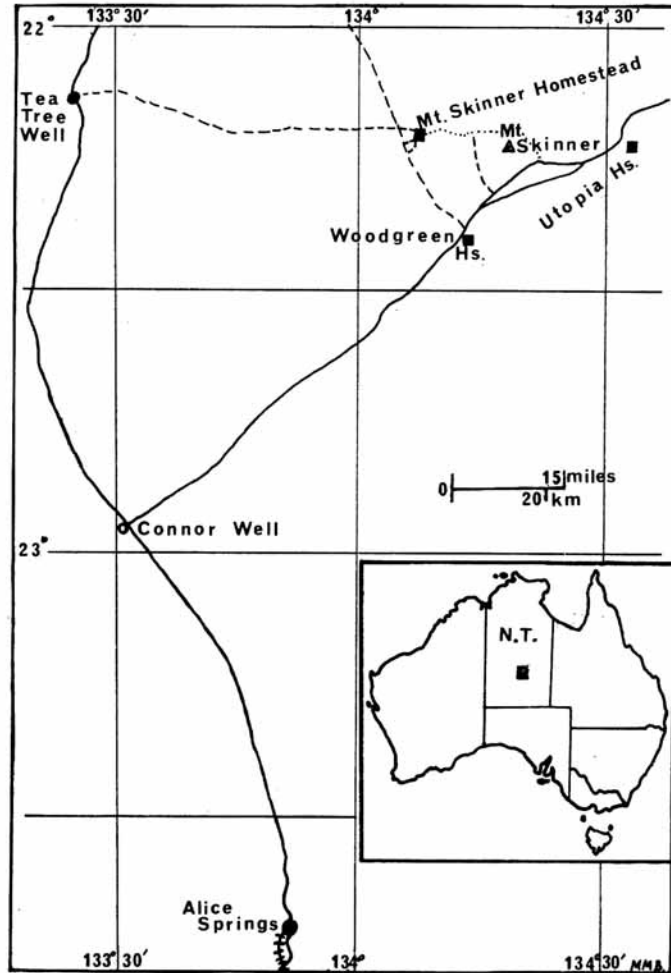 133° 30′
134°
134° 30′
22°
Tea
Tree
Well
Mt. Skinner Homestead
Mt.
Skinner
Utopia Hs.
Woodgreen
Hs.
0 15 miles
20 km
Connor Well
23°
N.T.
Alice
Springs
133° 30′
134°
134° 30′
M.M.R.